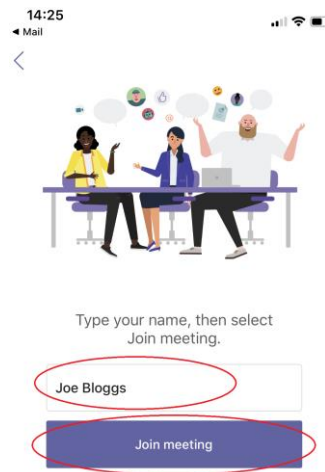 14:25
Mail
Type your name, then select
Join meeting.
Joe Bloggs
Join meeting